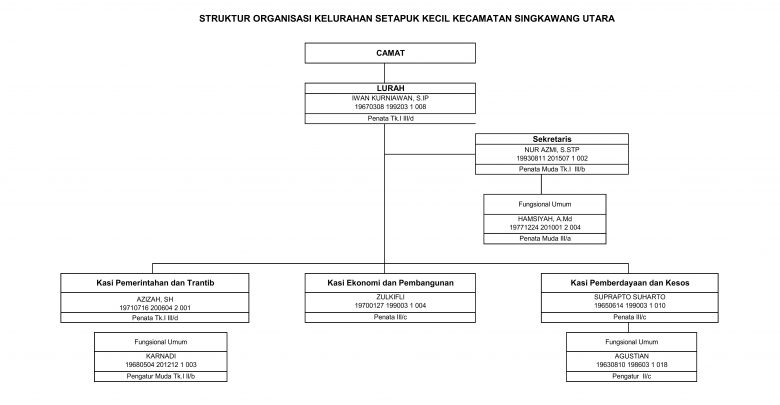 STRUKTUR ORGANISASI KELURAHAN SETAPUK KECIL KECAMATAN SINGKAWANG UTARA
CAMAT
LURAH
IWAN KURNIAWAN, S.IP
19670308 199203 1 008
Penata Tk.I III/d
Sekretaris
NUR AZMI, S.STP
19930811 201507 1 002
Penata Muda Tk.I III/b
Fungsional Umum
HAMSIYAH, A.Md
19771224 201001 2 004
Penata Muda III/a
Kasi Pemerintahan dan Trantib
AZIZAH, SH
19710716 200604 2 001
Penata Tk.I III/d
Fungsional Umum
KARNADI
19680504 201212 1 003
Pengatur Muda Tk.I II/b
Kasi Ekonomi dan Pembangunan
ZULKIFLI
19700127 199003 1 004
Penata III/c
Kasi Pemberdayaan dan Kesos
SUPRAPTO SUHARTO
19650614 199003 1 010
Penata III/c
Fungsional Umum
AGUSTIAN
19630810 198603 1 018
Pengatur II/c